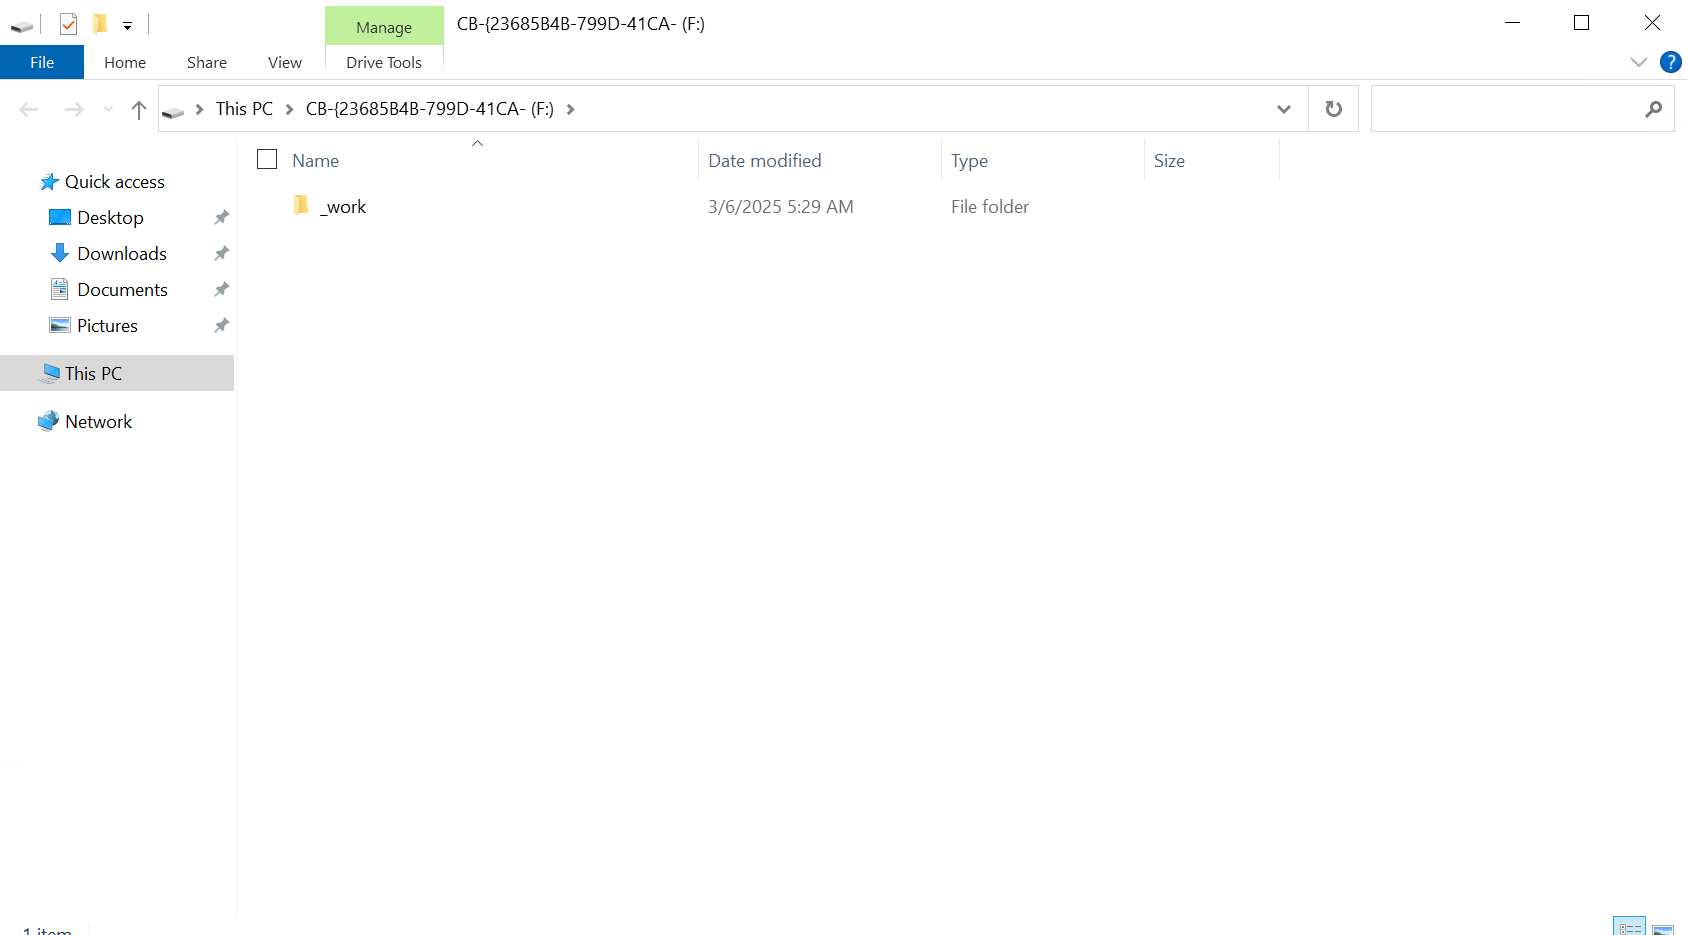 Manage CB-{23685B4B-799D-41CA- (F:)
File Home Share View Drive Tools ?
This PC CB-{23685B4B-799D-41CA- (F:)
Name Date modified Type Size
Quick access
_work 3/6/2025 5:29 AM File folder
Desktop
Downloads
Documents
Pictures
This PC
Network
1 item